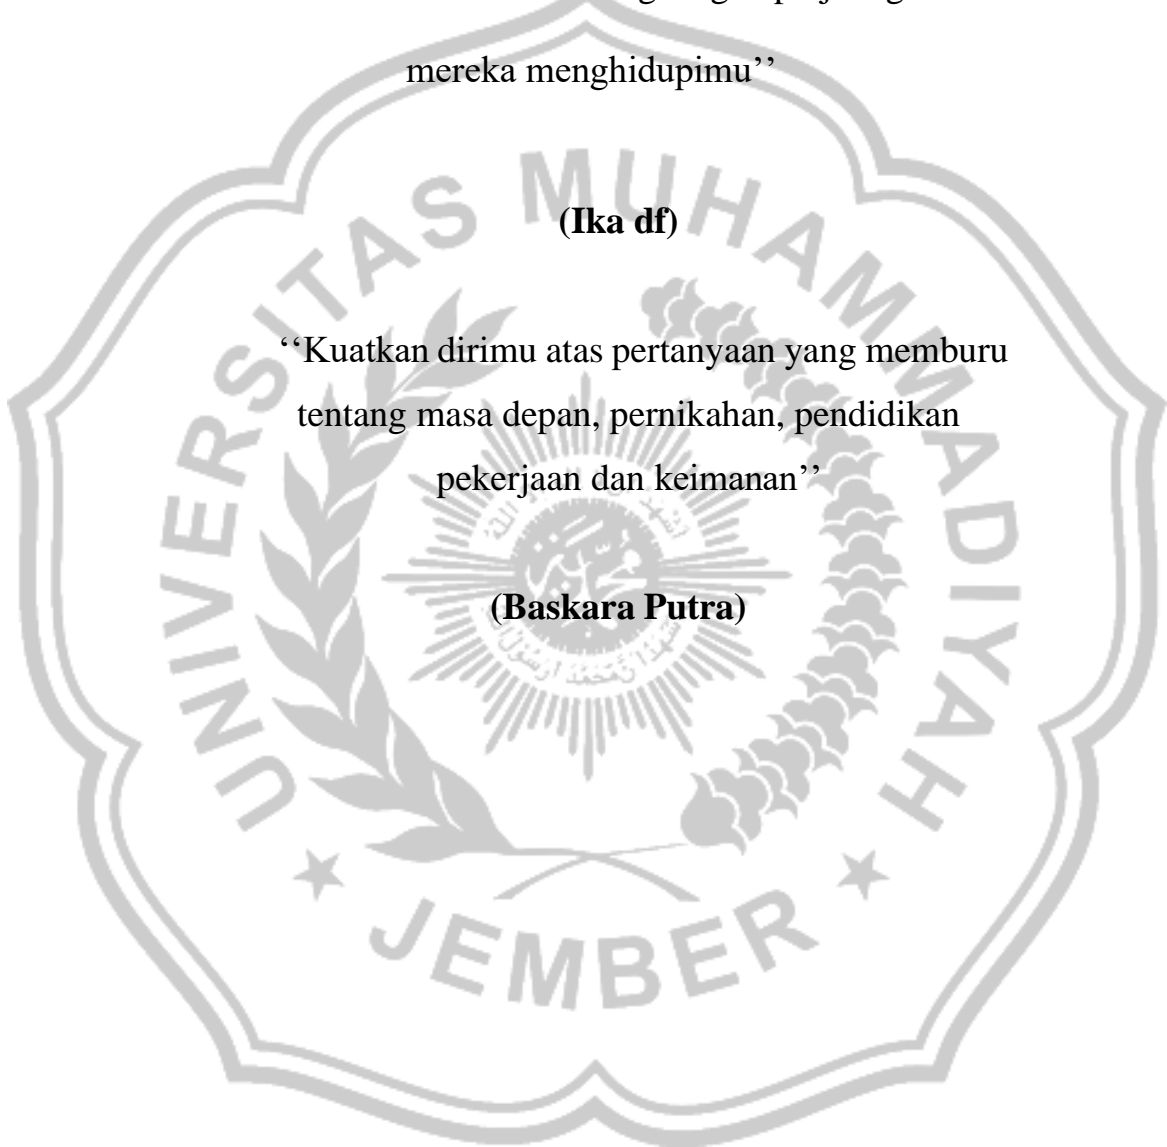 mereka menghidupimu’’
(Ika df)
‘‘Kuatkan dirimu atas pertanyaan yang memburu
tentang masa depan, pernikahan, pendidikan
pekerjaan dan keimanan’’
(Baskara Putra)
UNIVERSITAS MUHAMMADIYAH
JEMBER